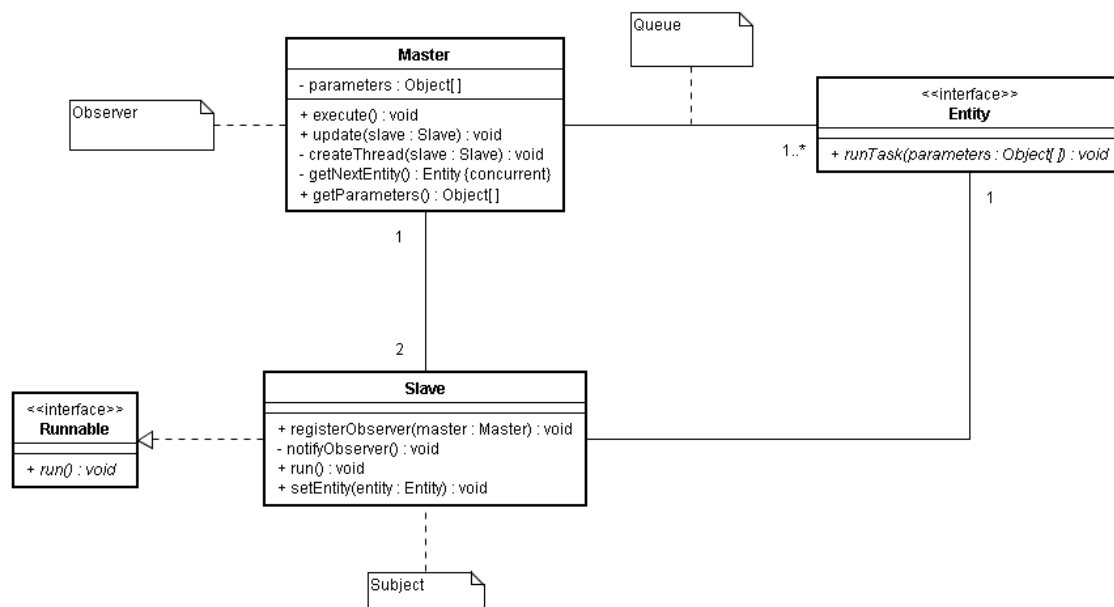 Queue
Master
- parameters : Object[ ]
+ execute() : void
+ update(slave : Slave) : void
- createThread(slave : Slave) : void
- getNextEntity() : Entity {concurrent}
+ getParameters() : Object[ ]
Observer
<<interface>>
Entity
+ runTask(parameters : Object[ ]) : void
1..*
1
1
2
Slave
+ registerObserver(master : Master) : void
- notifyObserver() : void
+ run() : void
+ setEntity(entity : Entity) : void
<<interface>>
Runnable
+ run() : void
Subject